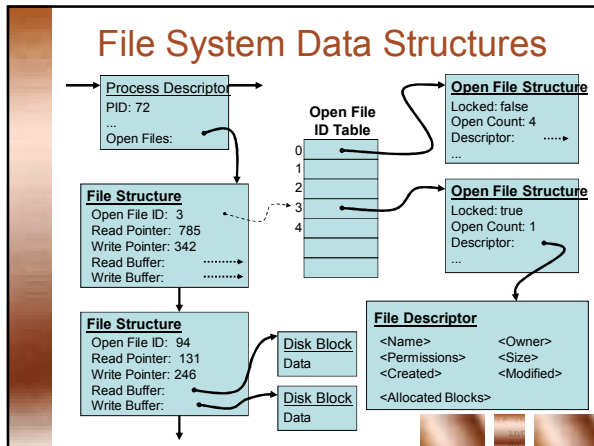 File System Data Structures
Process Descriptor
PID: 72
...
Open Files:
File Structure
Open File ID: 3
Read Pointer: 785
Write Pointer: 342
Read Buffer:
Write Buffer:
File Structure
Open File ID: 94
Read Pointer: 131
Write Pointer: 246
Read Buffer:
Write Buffer:
Open File
ID Table
0
1
2
3
4
Disk Block
Data
Disk Block
Data
Open File Structure
Locked: false
Open Count: 4
Descriptor:
...
Open File Structure
Locked: true
Open Count: 1
Descriptor:
...
File Descriptor
<Name> <Owner>
<Permissions> <Size>
<Created> <Modified>
<Allocated Blocks>